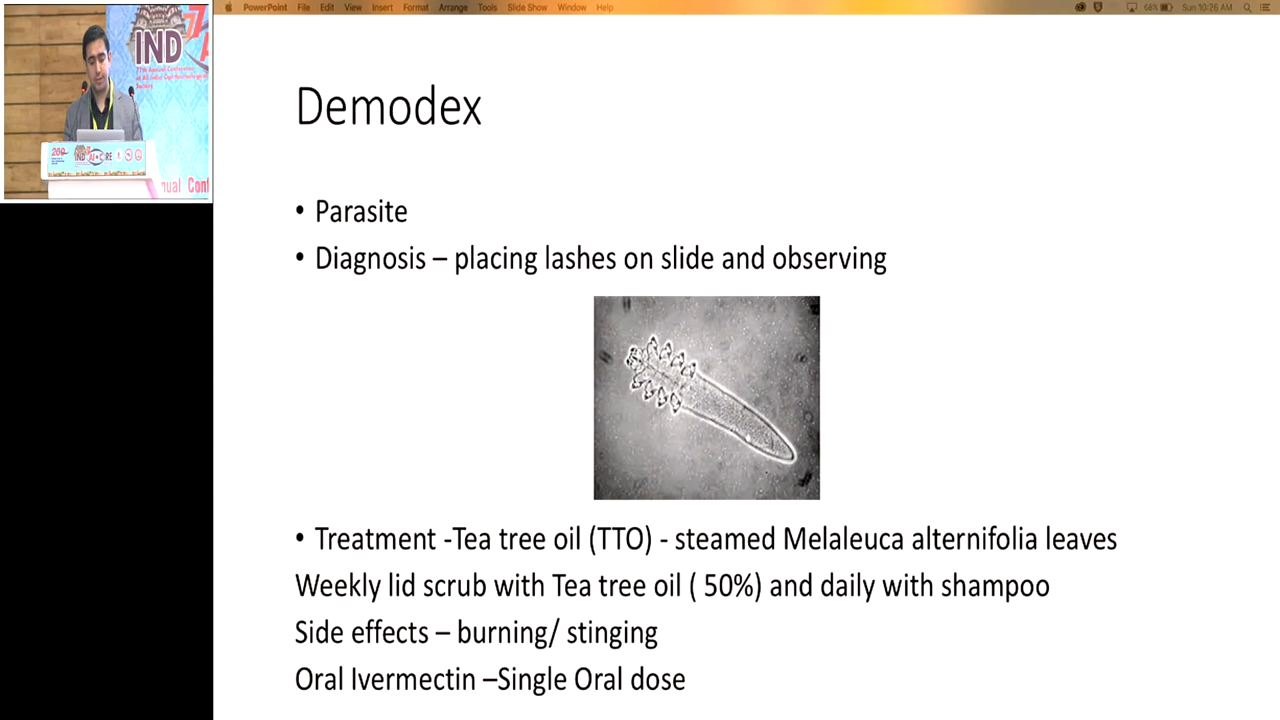 PowerPoint File Edit View Insert Format Arrange Tools Slide Show Window Help 68% Sun 10:26 AM
IND
Demodex
• Parasite
• Diagnosis – placing lashes on slide and observing
• Treatment -Tea tree oil (TTO) - steamed Melaleuca alternifolia leaves
Weekly lid scrub with Tea tree oil ( 50%) and daily with shampoo
Side effects – burning/ stinging
Oral Ivermectin –Single Oral dose